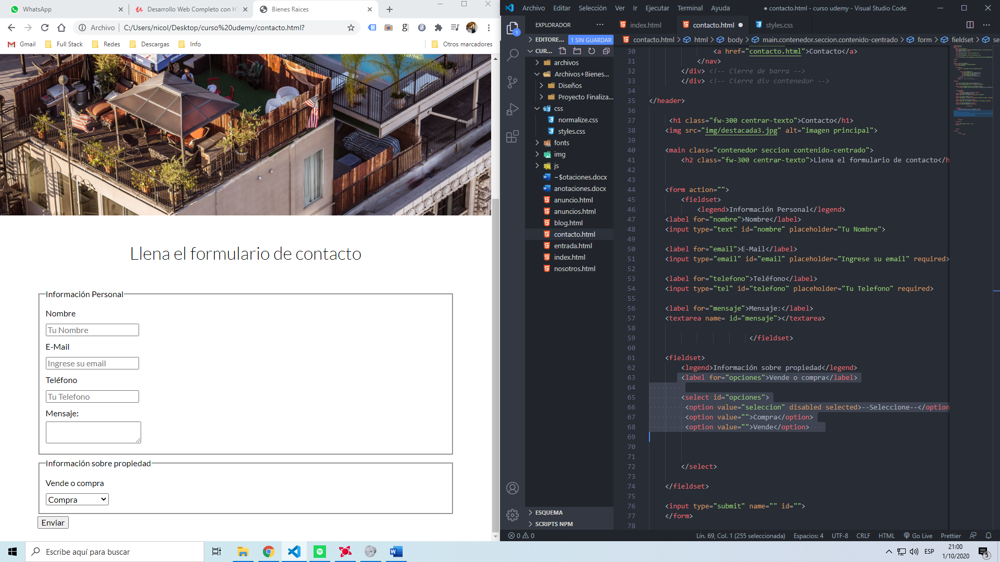 WhatsApp
Desarrollo Web Completo con HT
Bienes Raices
Archivo
C:/Users/nicol/Desktop/curso%20udemy/contacto.html?
Gmail
Full Stack
Redes
Descargas
Info
Otros marcadores
Llena el formulario de contacto
Información Personal
Nombre
Tu Nombre
E-Mail
Ingrese su email
Teléfono
Tu Telefono
Mensaje:
Información sobre propiedad
Vende o compra
Compra
Enviar
Archivo Editar Selección Ver Ir Ejecutar Terminal Ayuda
● contacto.html - curso udemy - Visual Studio Code
EXPLORADOR
index.html
contacto.html
styles.css
EDITORE...
1 SIN GUARDAR
contacto.html > html > body > main.contenedor.seccion.contenido-centrado > form > fieldset > se
1
CUR...
archivos
Archivos+Bienes...
Diseños
Proyecto Finaliza...
css
normalize.css
styles.css
fonts
img
js
~$otaciones.docx
anotaciones.docx
anuncio.html
anuncios.html
blog.html
contacto.html
entrada.html
index.html
nosotros.html
ESQUEMA
SCRIPTS NPM
30 <a href="contacto.html">Contacto</a>
31 </nav>
32 </div> <!-- Cierre de barra -->
33 </div> <!-- Cierre div contenedor -->
34
35 </header>
36
37 <h1 class="fw-300 centrar-texto">Contacto</h1>
38 <img src="img/destacada3.jpg" alt="imagen principal">
39
40 <main class="contenedor seccion contenido-centrado">
41 <h2 class="fw-300 centrar-texto">Llena el formulario de contacto</h
42
43
44 <form action="">
45 <fieldset>
46 <legend>Información Personal</legend>
47 <label for="nombre">Nombre</label>
48 <input type="text" id="nombre" placeholder="Tu Nombre">
49
50 <label for="email">E-Mail</label>
51 <input type="email" id="email" placeholder="Ingrese su email" required>
52
53 <label for="telefono">Teléfono</label>
54 <input type="tel" id="telefono" placeholder="Tu Telefono" required>
55
56 <label for="mensaje">Mensaje:</label>
57 <textarea name= id="mensaje"></textarea>
58
59 </fieldset>
60
61 <fieldset>
62 <legend>Información sobre propiedad</legend>
63 <label for="opciones">Vende o compra</label>
64
65 <select id="opciones">
66 <option value="seleccion" disabled selected>--Seleccione--</option
67 <option value="">Compra</option>
68 <option value="">Vende</option>
69
70
71
72 </select>
73
74 </fieldset>
75
76 <input type="submit" name="" id="">
77 </form>
78
0 0
Lín. 69, Col. 1 (255 seleccionada) Espacios: 4 UTF-8 CRLF HTML Go Live Prettier
Escribe aquí para buscar
ESP
21:00
1/10/2020
5